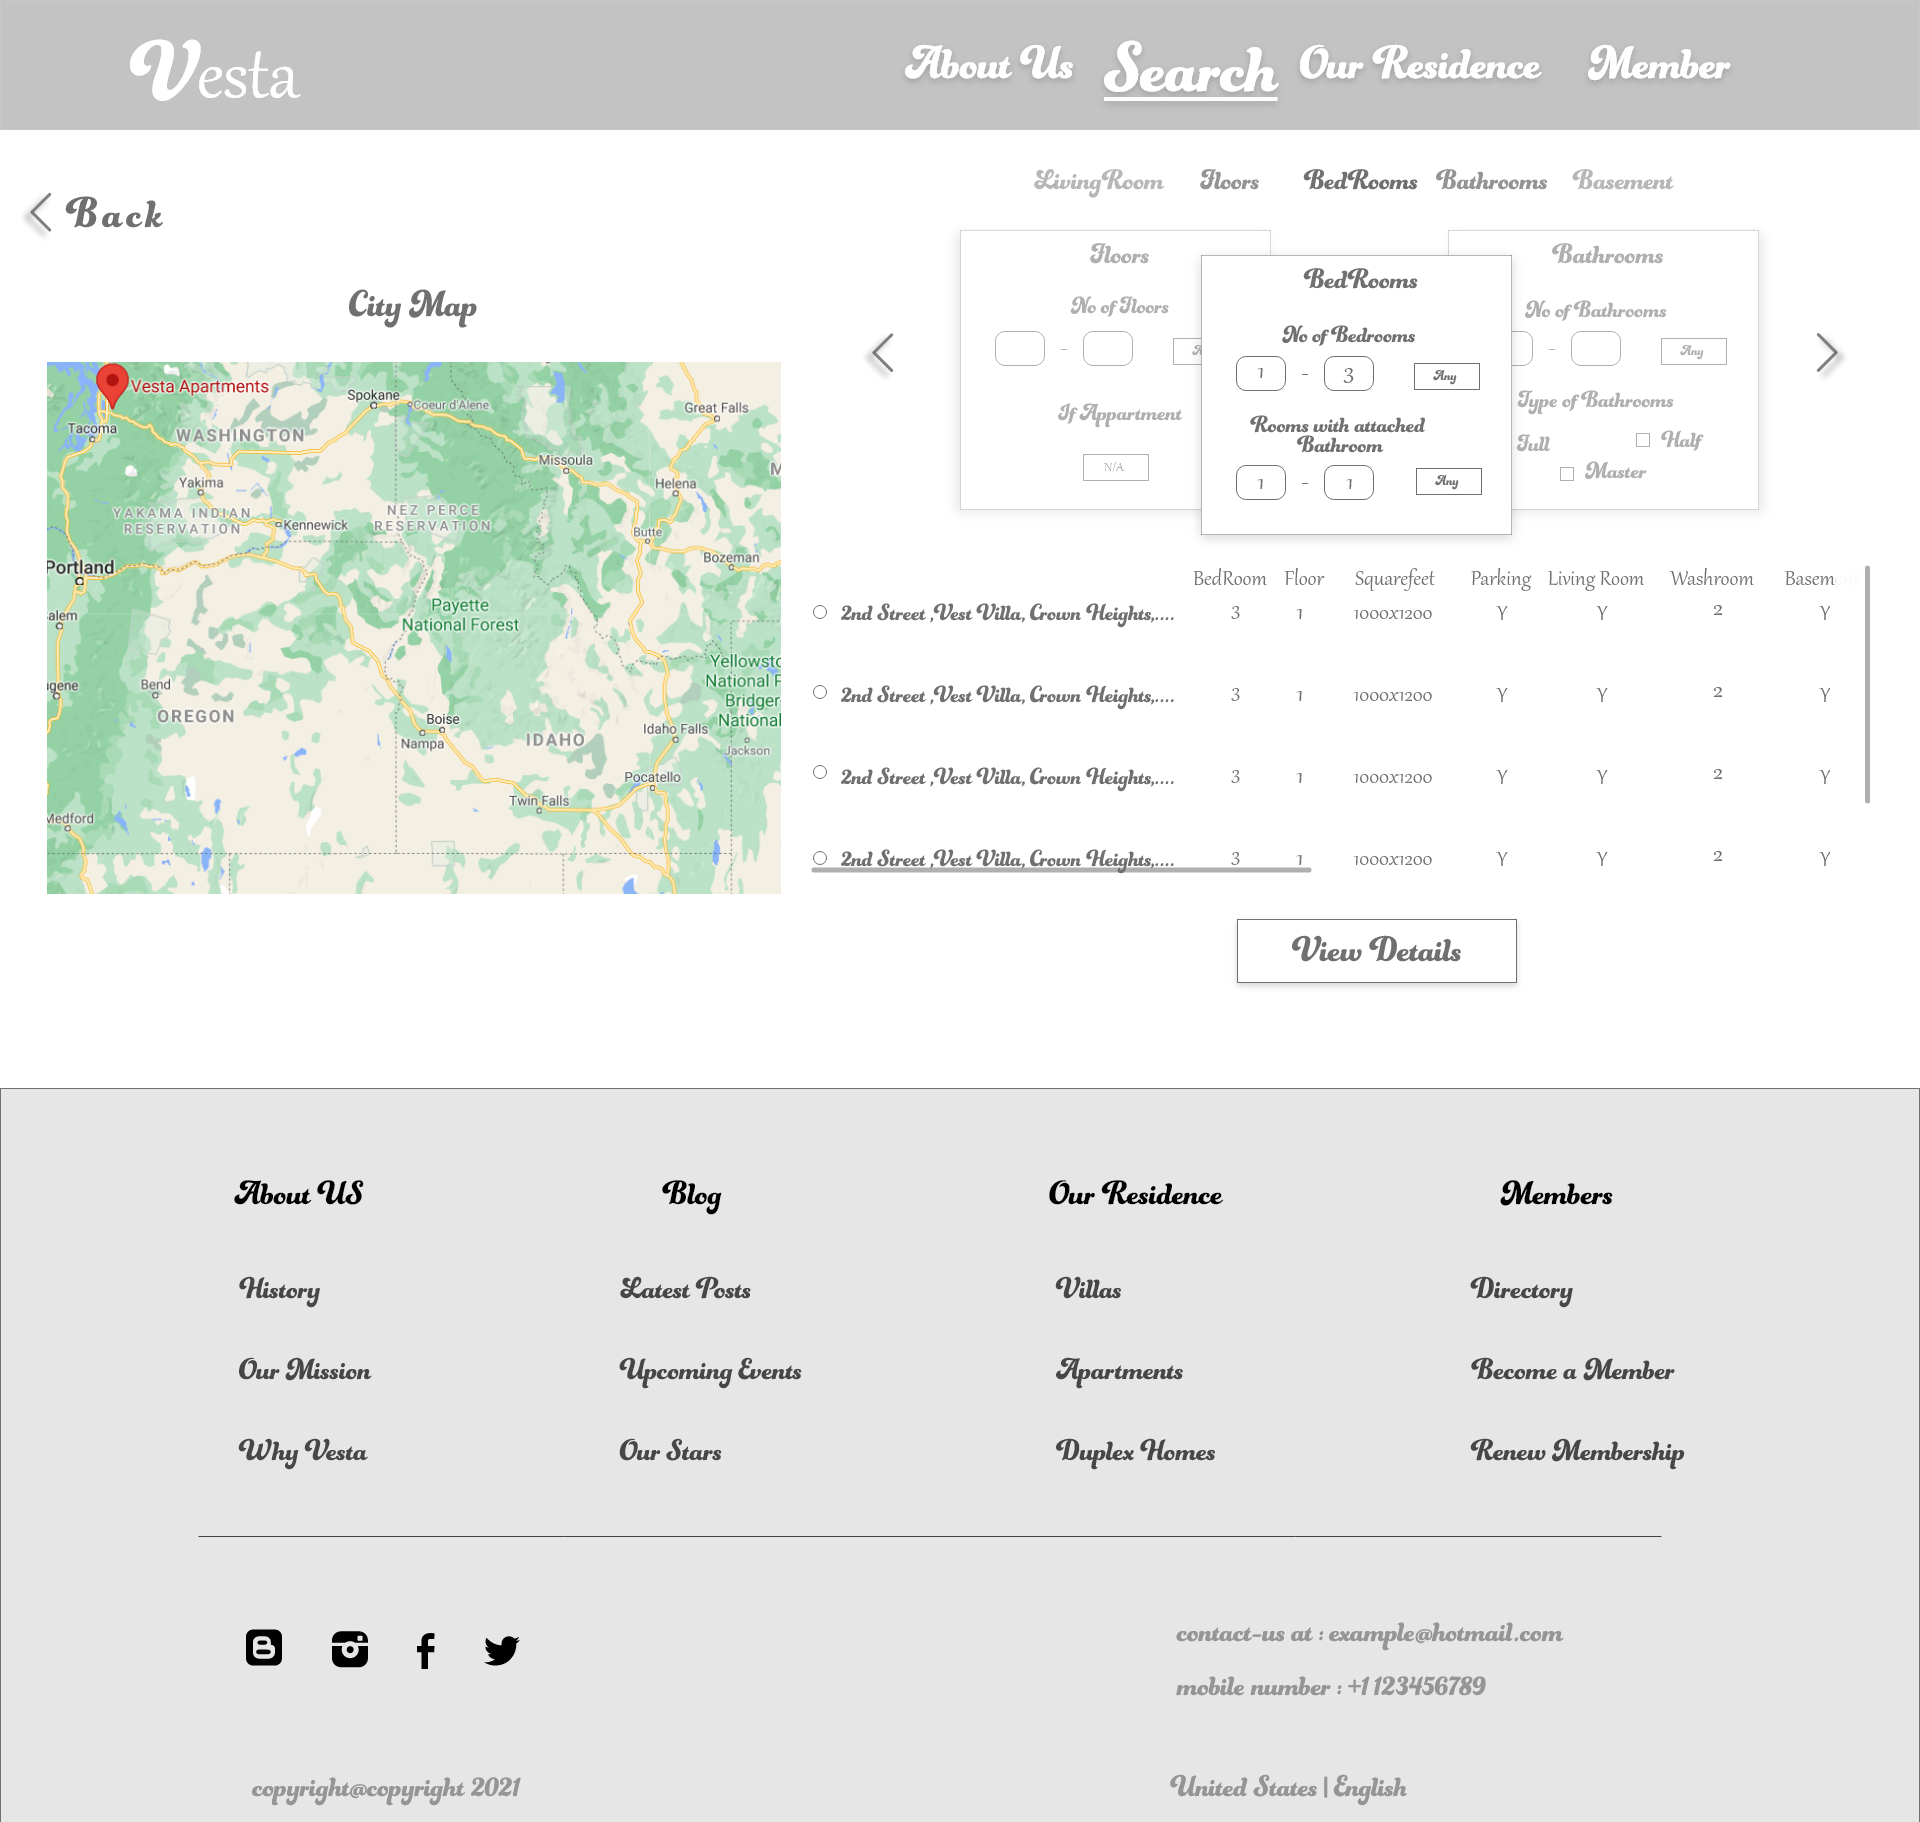 Vesta
About Us Search Our Residence Member
LivingRoom Floors BedRooms Bathrooms Basement
Back
City Map
Floors
No of Floors
-
If Appartment
N/A
BedRooms
No of Bedrooms
1 - 3 Any
Rooms with attached
Bathroom
1 - 1 Any
Bathrooms
No of Bathrooms
- Any
Type of Bathrooms
Full Half
Master
Vesta Apartments
Spokane
Coeur d'Alene
Great Falls
Tacoma
WASHINGTON
Missoula
Yakima
Helena
YAKAMA INDIAN
RESERVATION
NEZ PERCE
RESERVATION
Kennewick
Butte
Bozeman
Portland
Payette
National Forest
alem
Yellowsto
National P
Bridger
National
igene
Bend
OREGON
Boise
Nampa
IDAHO
Idaho Falls
Jackson
Pocatello
Twin Falls
Medford
BedRoom Floor Squarefeet Parking Living Room Washroom Basement
2nd Street ,Vest Villa, Crown Heights,.... 3 1 1000x1200 Y Y 2 Y
2nd Street ,Vest Villa, Crown Heights,.... 3 1 1000x1200 Y Y 2 Y
2nd Street ,Vest Villa, Crown Heights,.... 3 1 1000x1200 Y Y 2 Y
2nd Street ,Vest Villa, Crown Heights,.... 3 1 1000x1200 Y Y 2 Y
View Details
About US Blog Our Residence Members
History Latest Posts Villas Directory
Our Mission Upcoming Events Apartments Become a Member
Why Vesta Our Stars Duplex Homes Renew Membership
contact-us at : example@hotmail.com
mobile number : +1 123456789
copyright@copyright 2021
United States | English